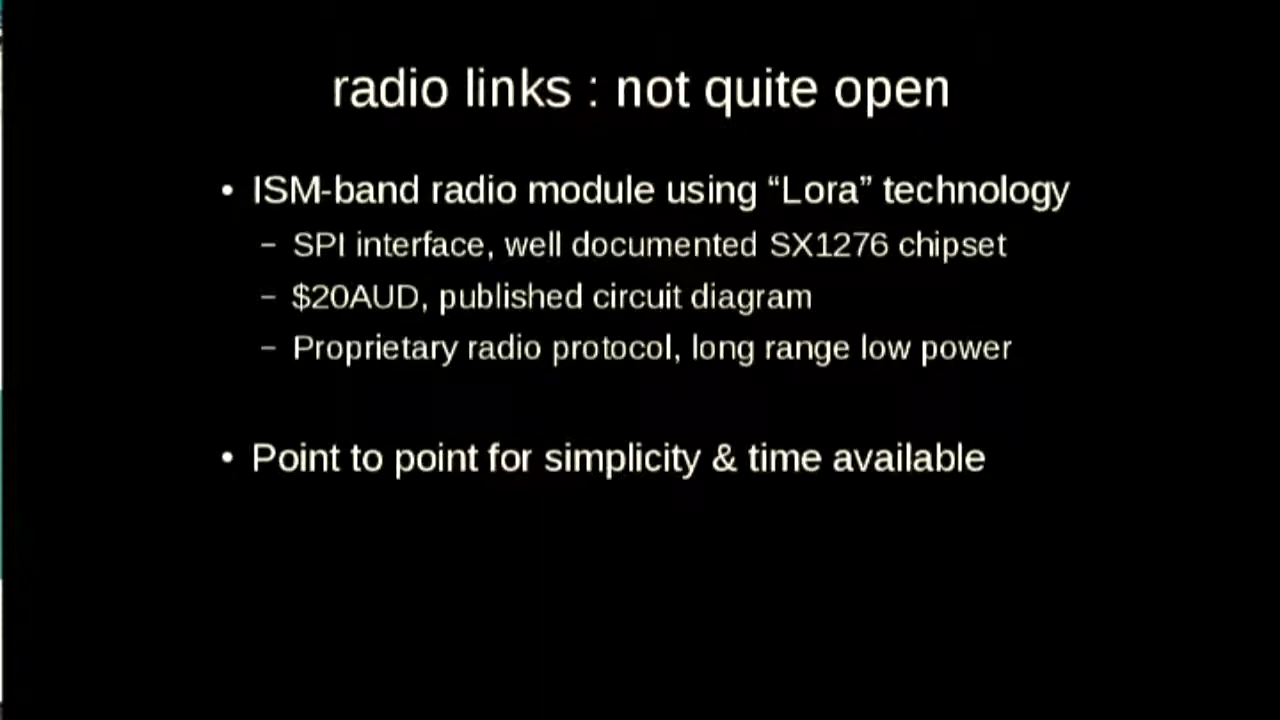 radio links : not quite open
• ISM-band radio module using “Lora” technology
– SPI interface, well documented SX1276 chipset
– $20AUD, published circuit diagram
– Proprietary radio protocol, long range low power
• Point to point for simplicity & time available